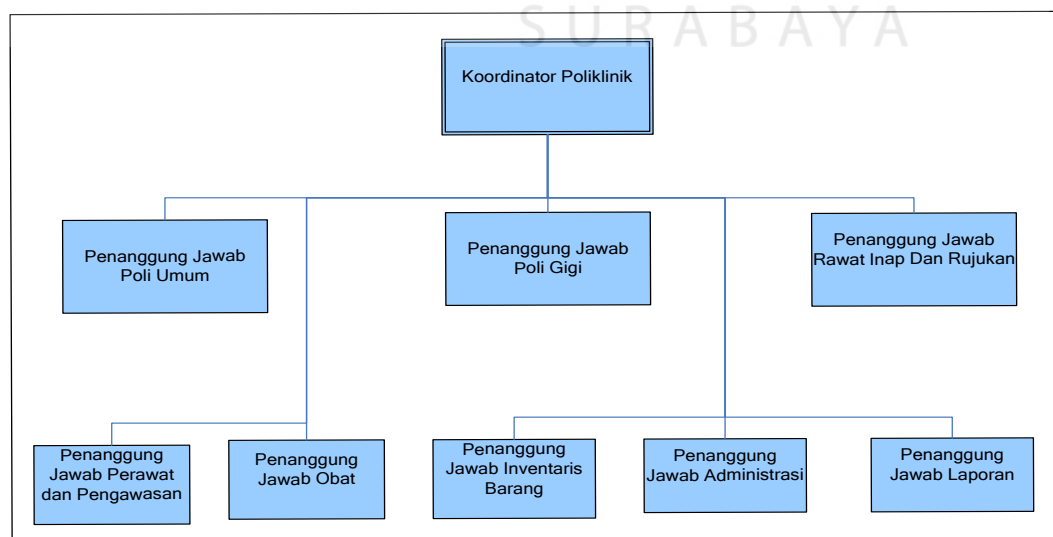 SURABAYA
Koordinator Poliklinik
Penanggung Jawab
Poli Umum
Penanggung Jawab
Poli Gigi
Penanggung Jawab
Rawat Inap Dan Rujukan
Penanggung
Jawab Perawat
dan Pengawasan
Penanggung
Jawab Obat
Penanggung
Jawab Inventaris
Barang
Penanggung
Jawab Administrasi
Penanggung
Jawab Laporan